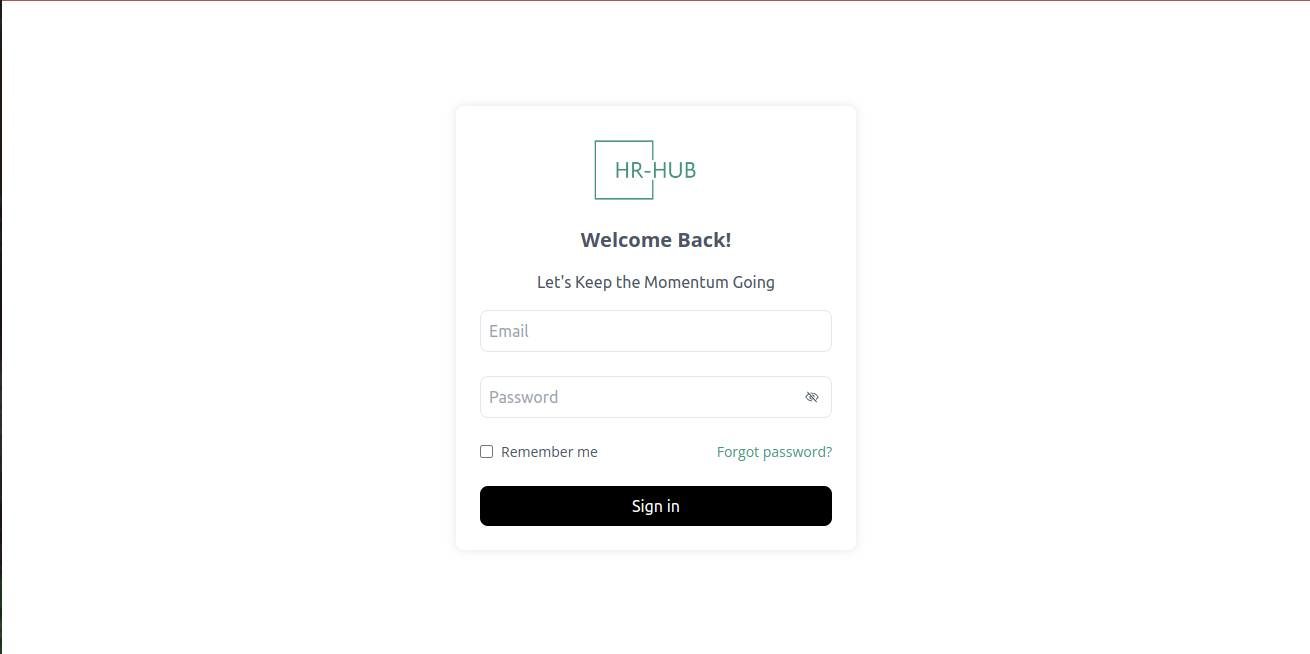 HR-HUB
Welcome Back!
Let's Keep the Momentum Going
Email
Password
Remember me
Forgot password?
Sign in